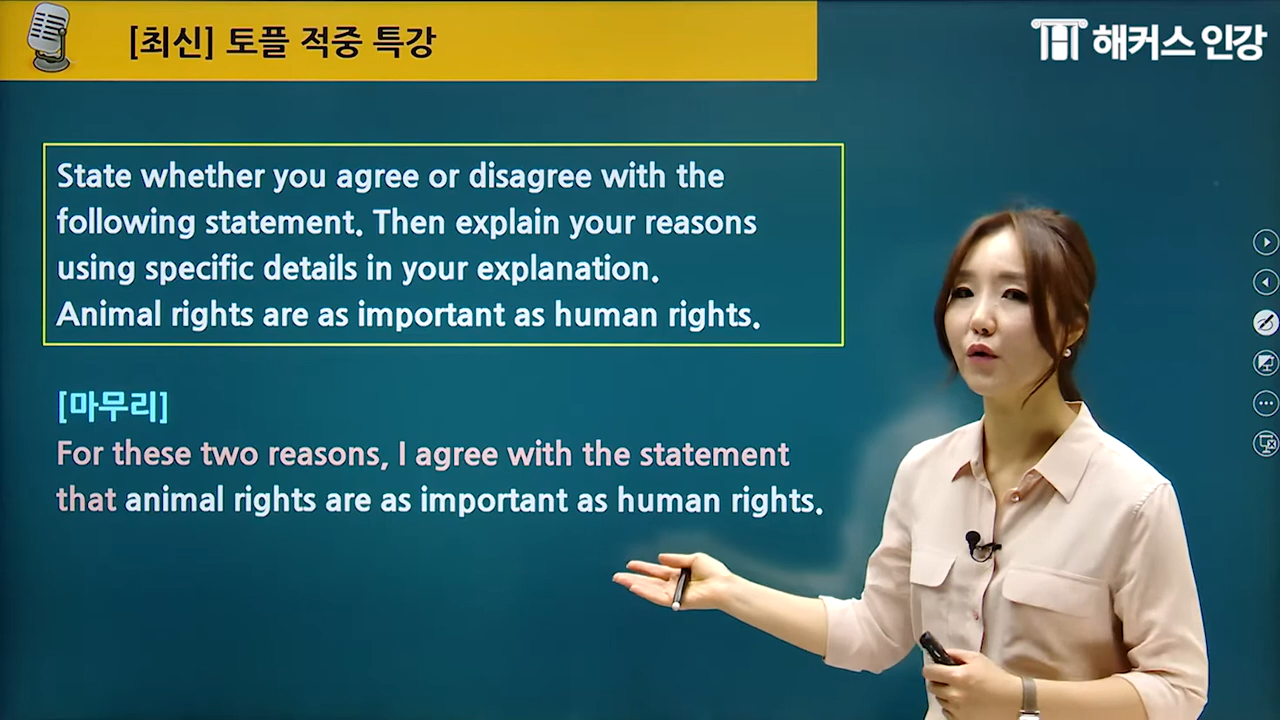 [최신] 토플 적중 특강
해커스 인강
State whether you agree or disagree with the
following statement. Then explain your reasons
using specific details in your explanation.
Animal rights are as important as human rights.
[마무리]
For these two reasons, I agree with the statement
that animal rights are as important as human rights.